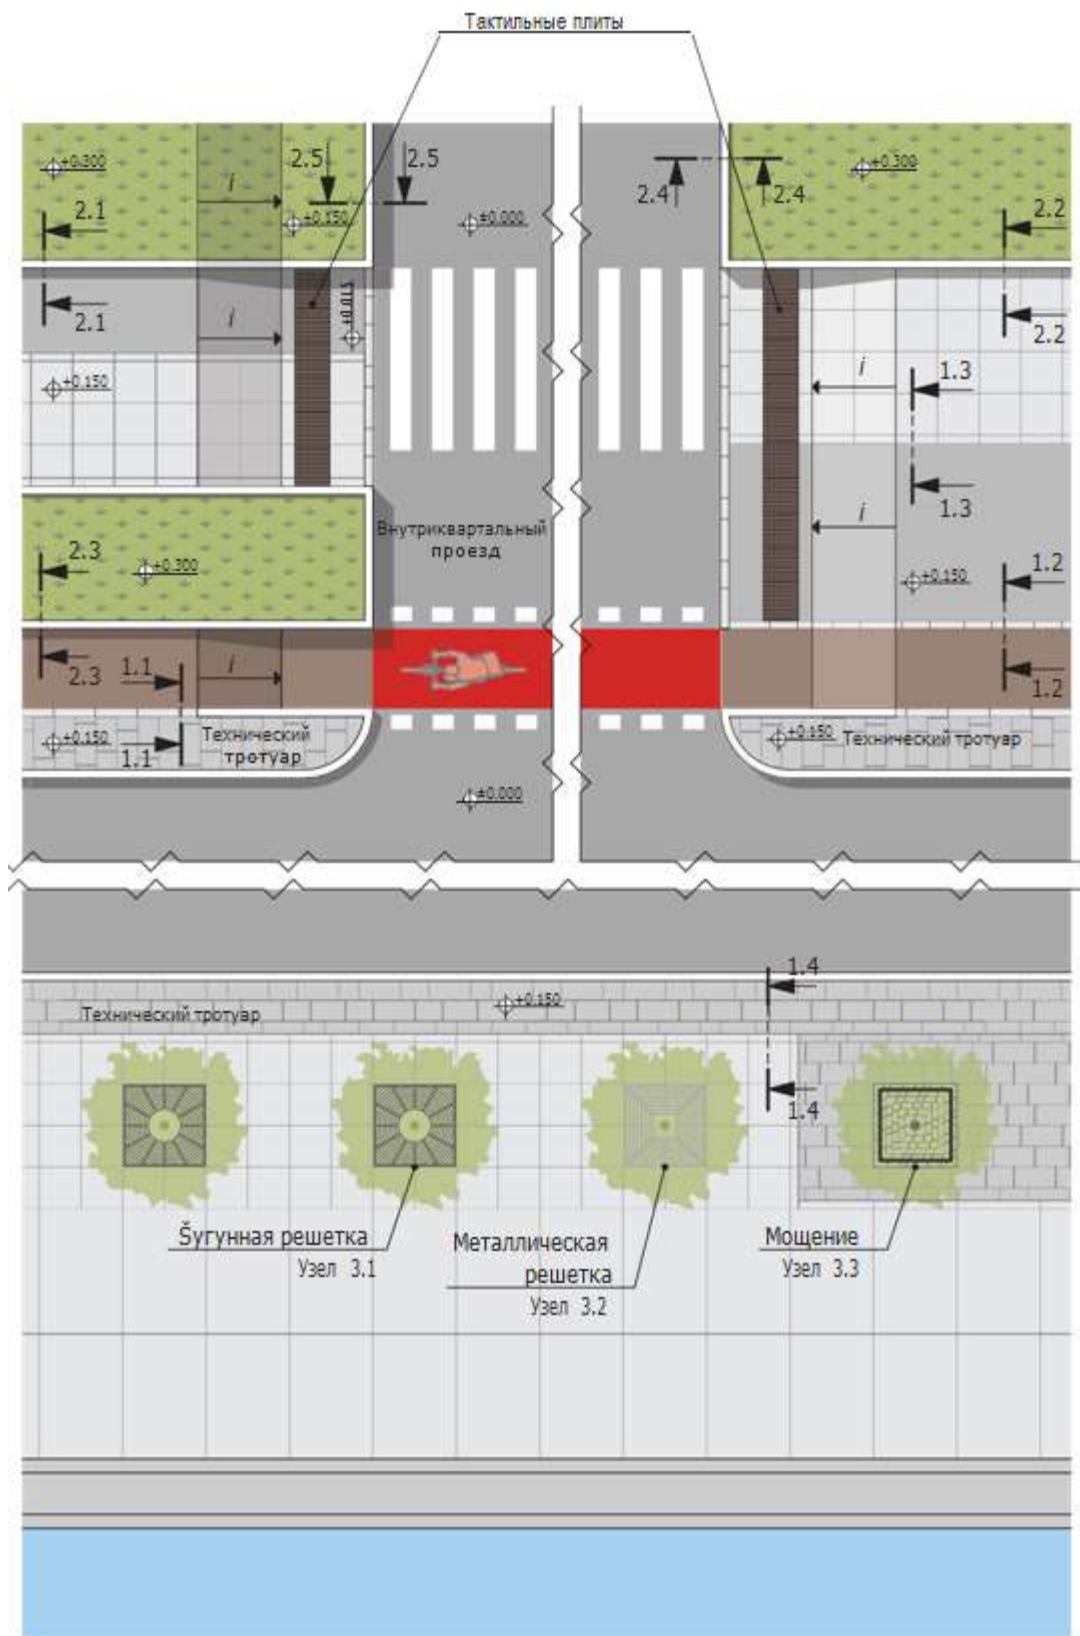 Тактильные плиты
+0.300
2.5
2.5
2.4
2.4
+0.300
i
2.1
+0.150
±0.000
2.2
2.1
i
+0.015
2.2
+0.150
i
1.3
1.3
i
Внутриквартальный
проезд
2.3
+0.300
+0.150
1.2
2.3
1.1
i
1.2
+0.150
1.1
Технический
тротуар
+0.150
Технический тротуар
±0.000
1.4
+0.150
Технический тротуар
1.4
Šугунная решетка
Узел 3.1
Металлическая
решетка
Узел 3.2
Мощение
Узел 3.3